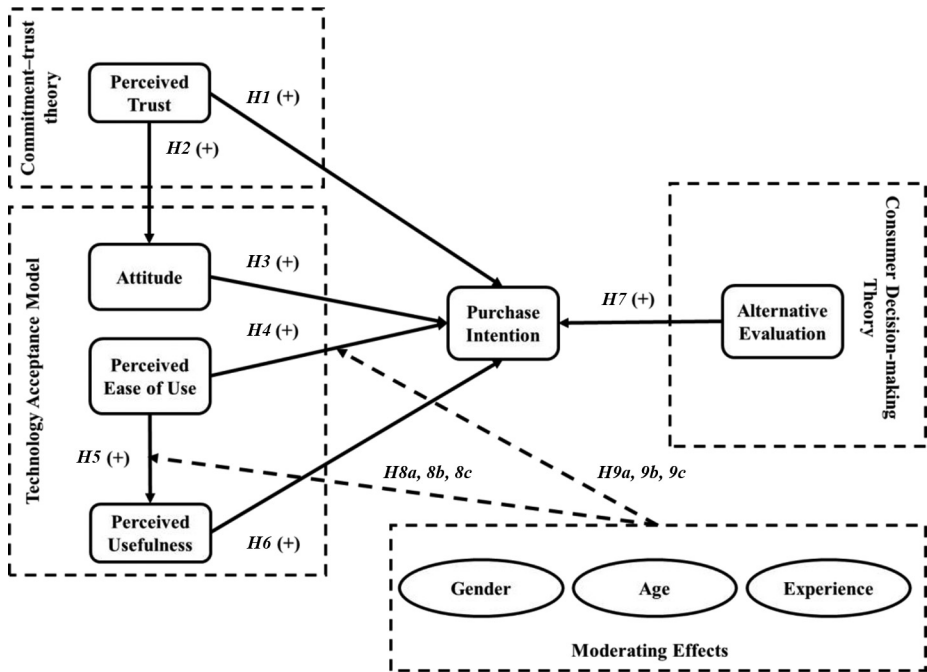 Commitment–trust
theory
Perceived
Trust
H1 (+)
H2 (+)
Technology Acceptance Model
Attitude
H3 (+)
H4 (+)
Perceived
Ease of Use
H5 (+)
Perceived
Usefulness
H6 (+)
Purchase
Intention
H7 (+)
Alternative
Evaluation
Consumer Decision-making
Theory
H8a, 8b, 8c
H9a, 9b, 9c
Gender
Age
Experience
Moderating Effects